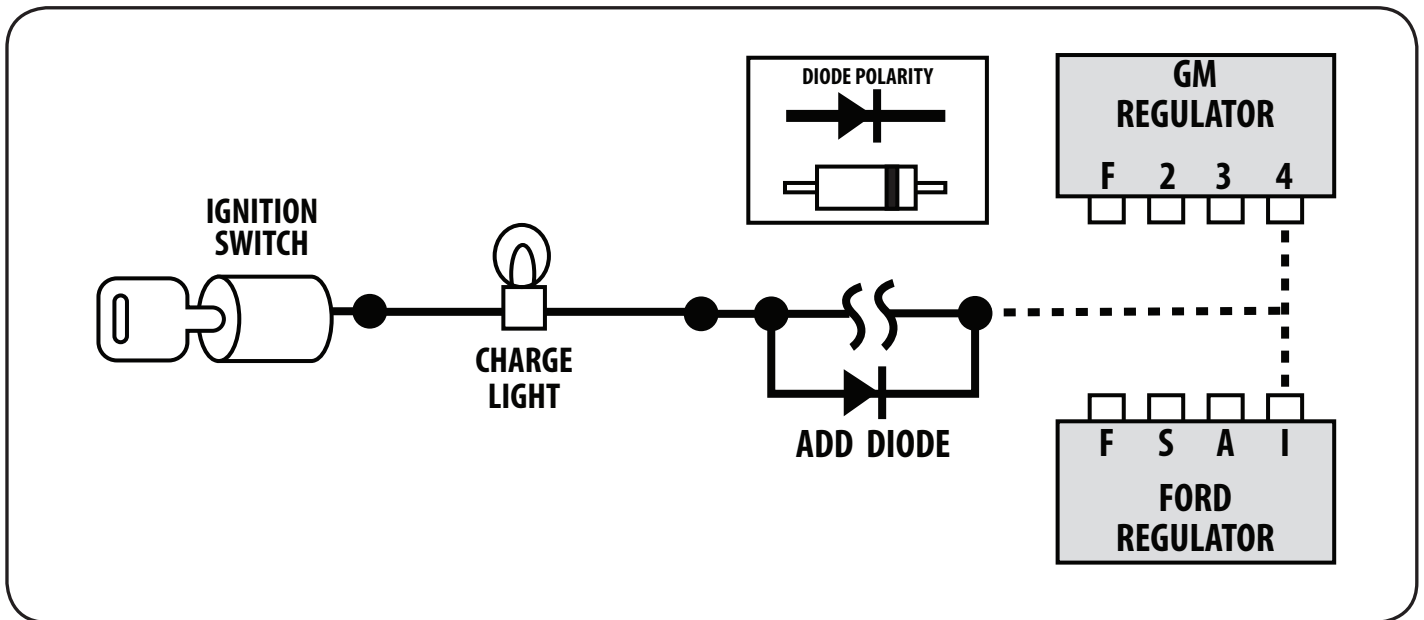 DIODE POLARITY
GM
REGULATOR
F 2 3 4
IGNITION
SWITCH
CHARGE
LIGHT
ADD DIODE
F S A I
FORD
REGULATOR